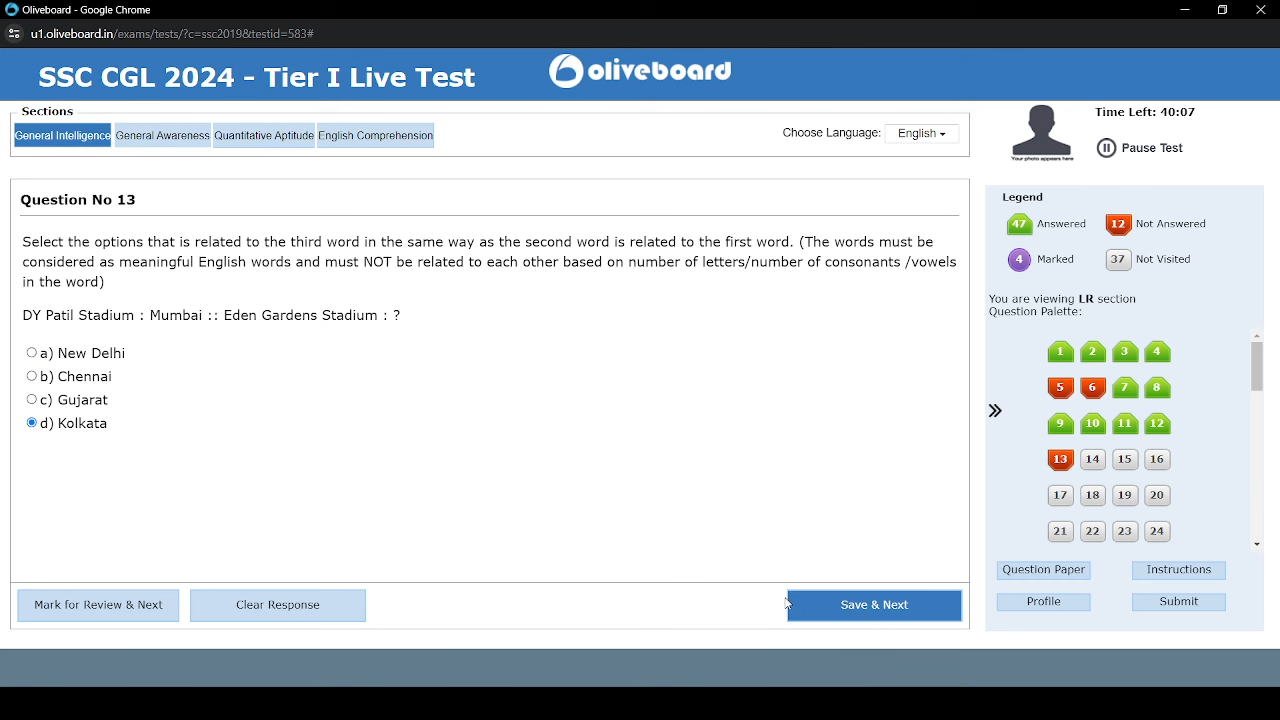 Oliveboard - Google Chrome
u1.oliveboard.in/exams/tests/?c=ssc2019&testid=583#
SSC CGL 2024 - Tier I Live Test
oliveboard
Sections
General Intelligence General Awareness Quantitative Aptitude English Comprehension
Choose Language: English
Your photo appears here
Time Left: 40:07
Pause Test
Question No 13
Select the options that is related to the third word in the same way as the second word is related to the first word. (The words must be
considered as meaningful English words and must NOT be related to each other based on number of letters/number of consonants /vowels
in the word)
DY Patil Stadium : Mumbai :: Eden Gardens Stadium : ?
a) New Delhi
b) Chennai
c) Gujarat
d) Kolkata
Mark for Review & Next
Clear Response
Save & Next
Legend
47 Answered 12 Not Answered
4 Marked 37 Not Visited
You are viewing LR section
Question Palette:
1 2 3 4
5 6 7 8
9 10 11 12
13 14 15 16
17 18 19 20
21 22 23 24
Question Paper Instructions
Profile Submit